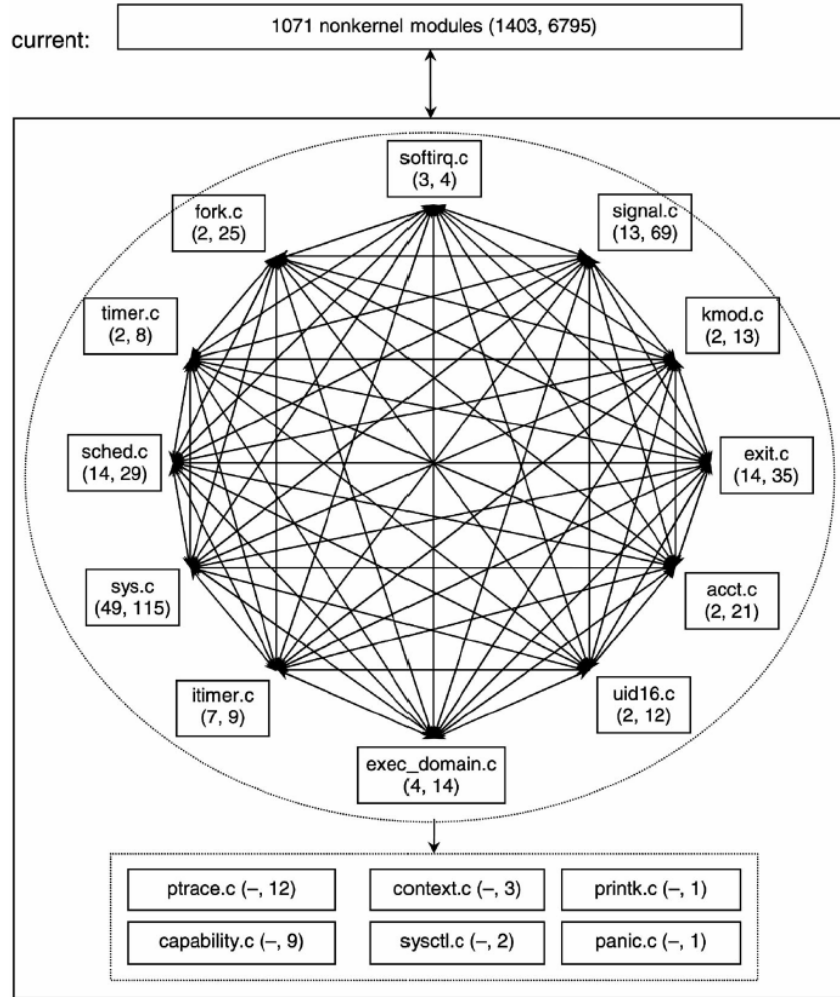 1071 nonkernel modules (1403, 6795)
current:
softirq.c
(3, 4)
fork.c
(2, 25)
signal.c
(13, 69)
timer.c
(2, 8)
kmod.c
(2, 13)
sched.c
(14, 29)
exit.c
(14, 35)
sys.c
(49, 115)
acct.c
(2, 21)
itimer.c
(7, 9)
uid16.c
(2, 12)
exec_domain.c
(4, 14)
ptrace.c (–, 12)
context.c (–, 3)
printk.c (–, 1)
capability.c (–, 9)
sysctl.c (–, 2)
panic.c (–, 1)